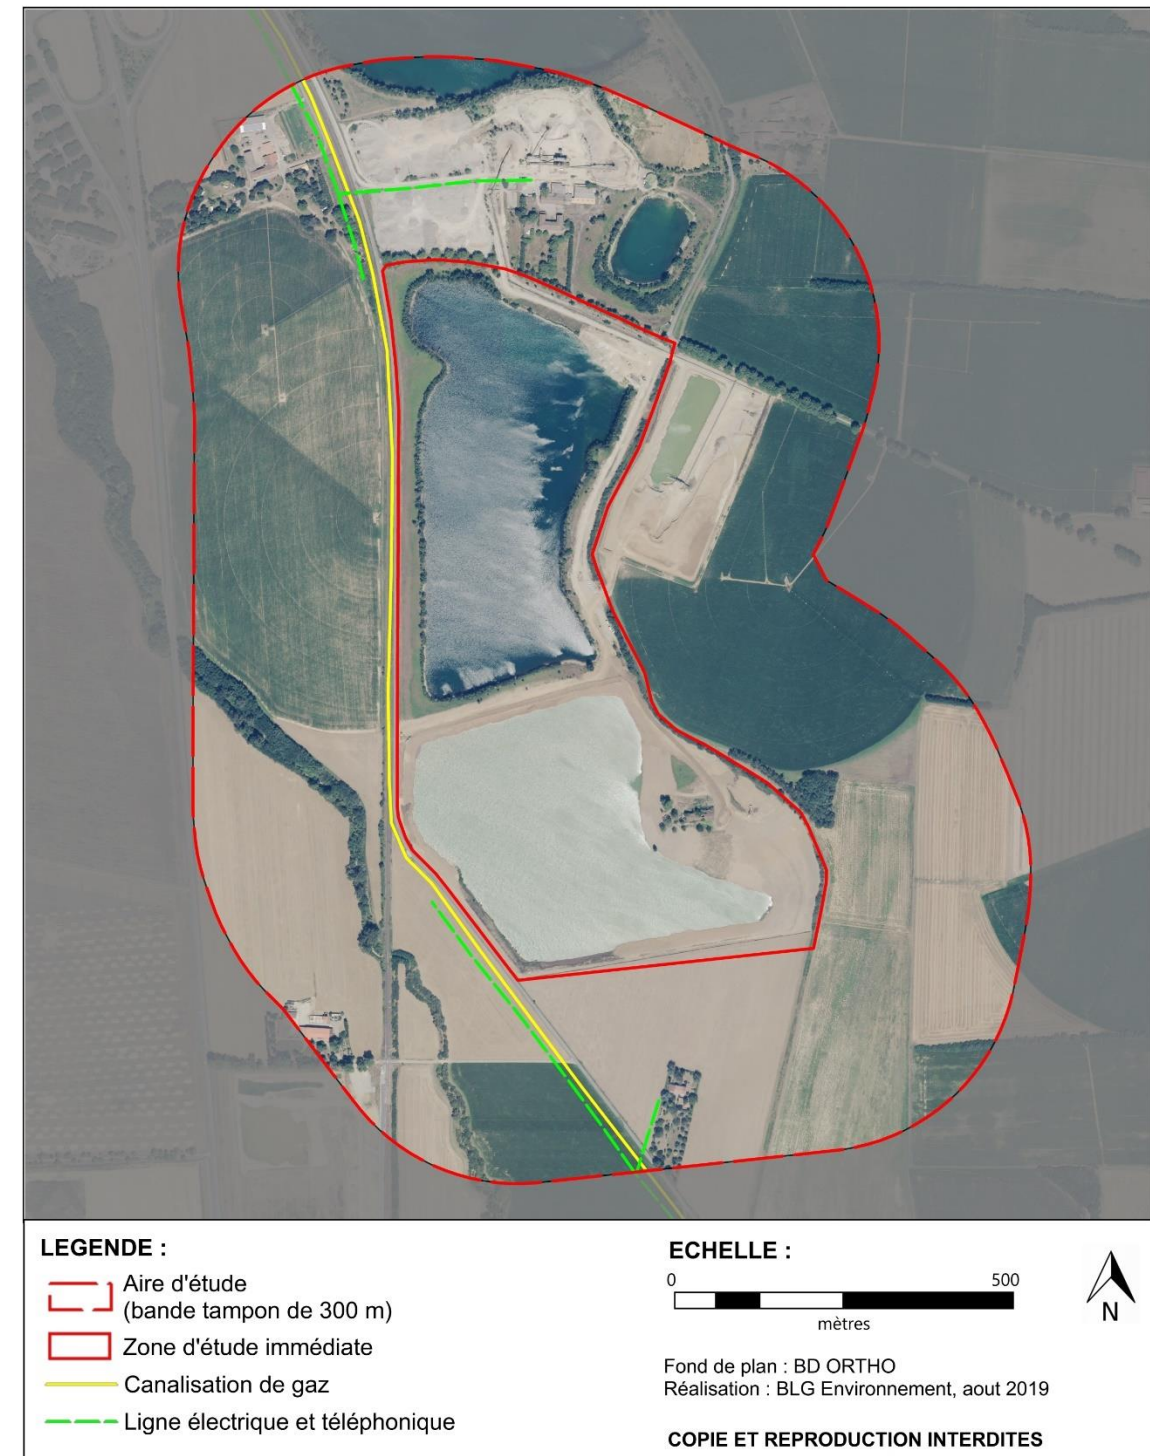 LEGENDE :
Aire d'étude
(bande tampon de 300 m)
Zone d'étude immédiate
Canalisation de gaz
Ligne électrique et téléphonique
ECHELLE :
0 500
mètres
N
Fond de plan : BD ORTHO
Réalisation : BLG Environnement, aout 2019
COPIE ET REPRODUCTION INTERDITES